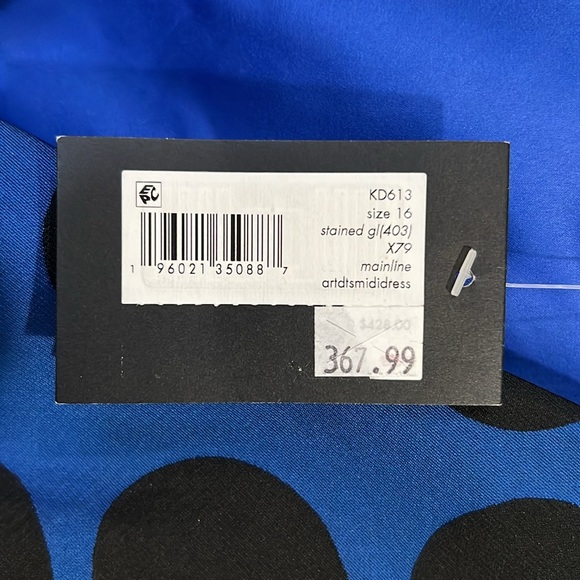 KD613
size 16
stained gl(403)
X79
mainline
artdtsmididress
1 96021 35088 7
$428.00
367.99